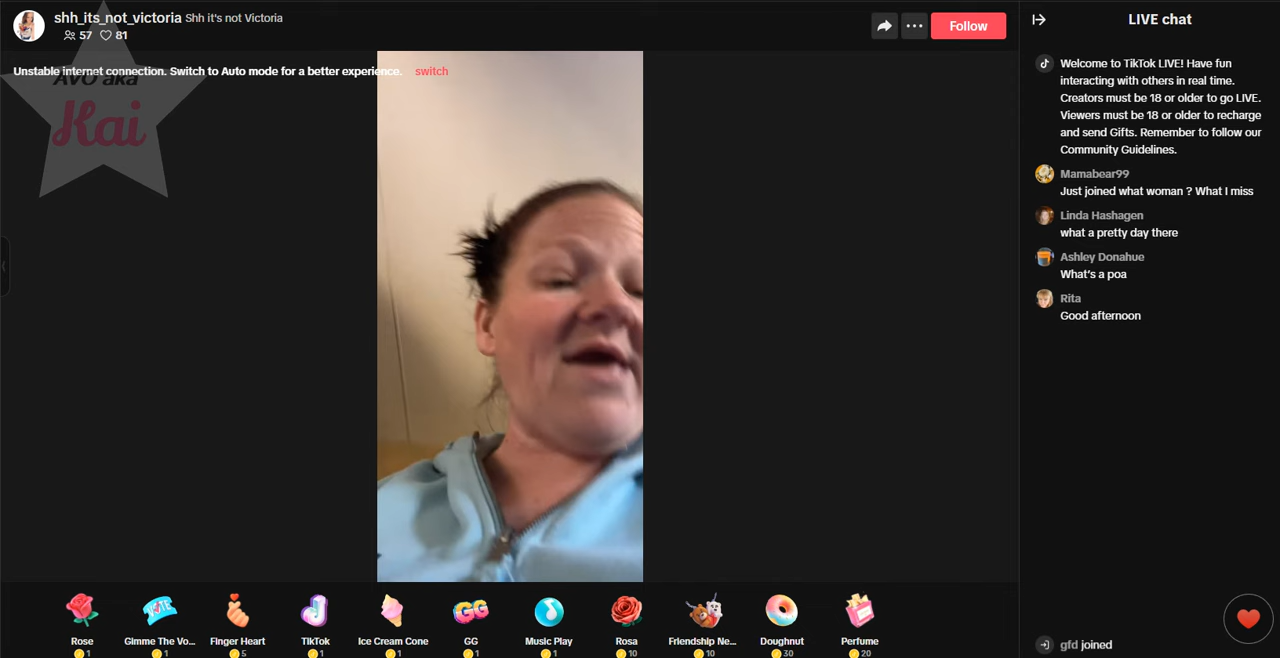 shh_its_not_victoria Shh it's not Victoria
57 81
Follow
Unstable internet connection. Switch to Auto mode for a better experience. switch
AVO aka
Kai
LIVE chat
Welcome to TikTok LIVE! Have fun
interacting with others in real time.
Creators must be 18 or older to go LIVE.
Viewers must be 18 or older to recharge
and send Gifts. Remember to follow our
Community Guidelines.
Mamabear99
Just joined what woman ? What I miss
Linda Hashagen
what a pretty day there
Ashley Donahue
What's a poa
Rita
Good afternoon
gfd joined
Rose Gimme The Vo... Finger Heart TikTok Ice Cream Cone GG Music Play Rosa Friendship Ne... Doughnut Perfume
1 1 5 1 1 1 1 10 10 30 20